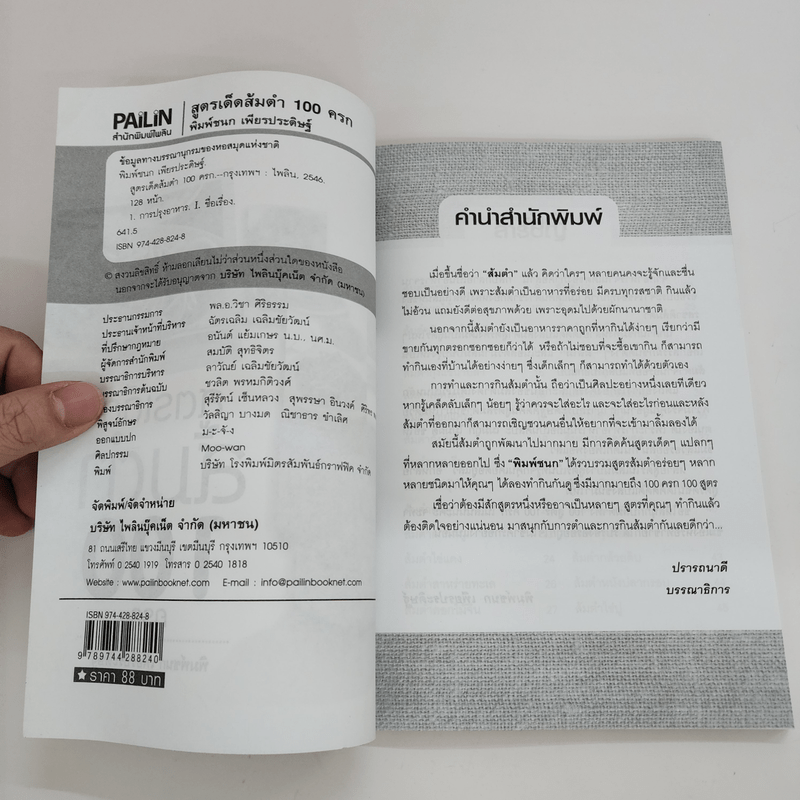 PAILIN
สำนักพิมพ์ไพลิน
สูตรเด็ดส้มตำ 100 ครก
พิมพ์ชนก เพียรประดิษฐ์
ข้อมูลทางบรรณานุกรมของหอสมุดแห่งชาติ
พิมพ์ชนก เพียรประดิษฐ์.
สูตรเด็ดส้มตำ 100 ครก.--กรุงเทพฯ : ไพลิน, 2546.
128 หน้า.
1. การปรุงอาหาร. I. ชื่อเรื่อง.
641.5
ISBN 974-428-824-8
© สงวนลิขสิทธิ์ ห้ามลอกเลียนไม่ว่าส่วนหนึ่งส่วนใดของหนังสือ
นอกจากจะได้รับอนุญาตจาก บริษัท ไพลินบุ๊คเน็ต จำกัด (มหาชน)
ประธานกรรมการ พล.อ.วิชา ศิริธรรม
ประธานเจ้าหน้าที่บริหาร ฉัตรเฉลิม เฉลิมชัยวัฒน์
ที่ปรึกษากฎหมาย อนันต์ แย้มเกษร น.บ., นศ.ม.
ผู้จัดการสำนักพิมพ์ สมบัติ สุทธิจิตร
บรรณาธิการบริหาร ลาวัณย์ เฉลิมชัยวัฒน์
บรรณาธิการต้นฉบับ ชวลิต พรหมกิติวงศ์
บรรณาธิการ สุรีรัตน์ เซ็นหลวง สุพรรษา อินวงค์
พิสูจน์อักษร วัลสิญา บางมด ณิชาธาร ขำเลิศ
ออกแบบปก ม-ะ-จ๋-ง
ศิลปกรรม Moo-wan
พิมพ์ บริษัท โรงพิมพ์มิตรสัมพันธ์กราฟฟิค จำกัด
จัดพิมพ์/จัดจำหน่าย
บริษัท ไพลินบุ๊คเน็ต จำกัด (มหาชน)
81 ถนนเสรีไทย แขวงมีนบุรี เขตมีนบุรี กรุงเทพฯ 10510
โทรศัพท์ 0 2540 1919 โทรสาร 0 2540 1818
Website : www.pailinbooknet.com E-mail : info@pailinbooknet.com
ISBN 974-428-824-8
9 789744 288240
★ ราคา 88 บาท
คำนำสำนักพิมพ์
เมื่อขึ้นชื่อว่า "ส้มตำ" แล้ว คิดว่าใครๆ หลายคนคงจะรู้จักและชื่น
ชอบเป็นอย่างดี เพราะส้มตำเป็นอาหารที่อร่อย มีครบทุกรสชาติ กินแล้ว
ไม่อ้วน แถมยังดีต่อสุขภาพด้วย เพราะอุดมไปด้วยผักนานาชาติ
นอกจากนี้ส้มตำยังเป็นอาหารราคาถูกที่หากินได้ง่ายๆ เรียกว่ามี
ขายกันทุกตรอกซอกซอยก็ว่าได้ หรือถ้าไม่ชอบที่จะซื้อเขากิน ก็สามารถ
ทำกินเองที่บ้านได้อย่างง่ายๆ ซึ่งเด็กเล็กๆ ก็สามารถทำได้ด้วยตัวเอง
การทำและการกินส้มตำนั้น ถือว่าเป็นศิลปะอย่างหนึ่งเลยทีเดียว
หากรู้เคล็ดลับเล็กๆ น้อยๆ รู้ว่าควรจะใส่อะไร และจะใส่อะไรก่อนและหลัง
ส้มตำที่ออกมาก็สามารถเชิญชวนคนอื่นให้อยากที่จะเข้ามาลิ้มลองได้
สมัยนี้ส้มตำถูกพัฒนาไปมากมาย มีการคิดค้นสูตรเด็ดๆ แปลกๆ
ที่หลากหลายออกไป ซึ่ง "พิมพ์ชนก" ได้รวบรวมสูตรส้มตำอร่อยๆ หลาก
หลายชนิดมาให้คุณๆ ได้ลองทำกินกันดู ซึ่งมีมากมายถึง 100 ครก 100 สูตร
เชื่อว่าต้องมีสักสูตรหนึ่งหรืออาจเป็นหลายๆ สูตรที่คุณๆ ทำกินแล้ว
ต้องติดใจอย่างแน่นอน มาสนุกกับการตำและการกินส้มตำกันเลยดีกว่า...
ปรารถนาดี
บรรณาธิการ